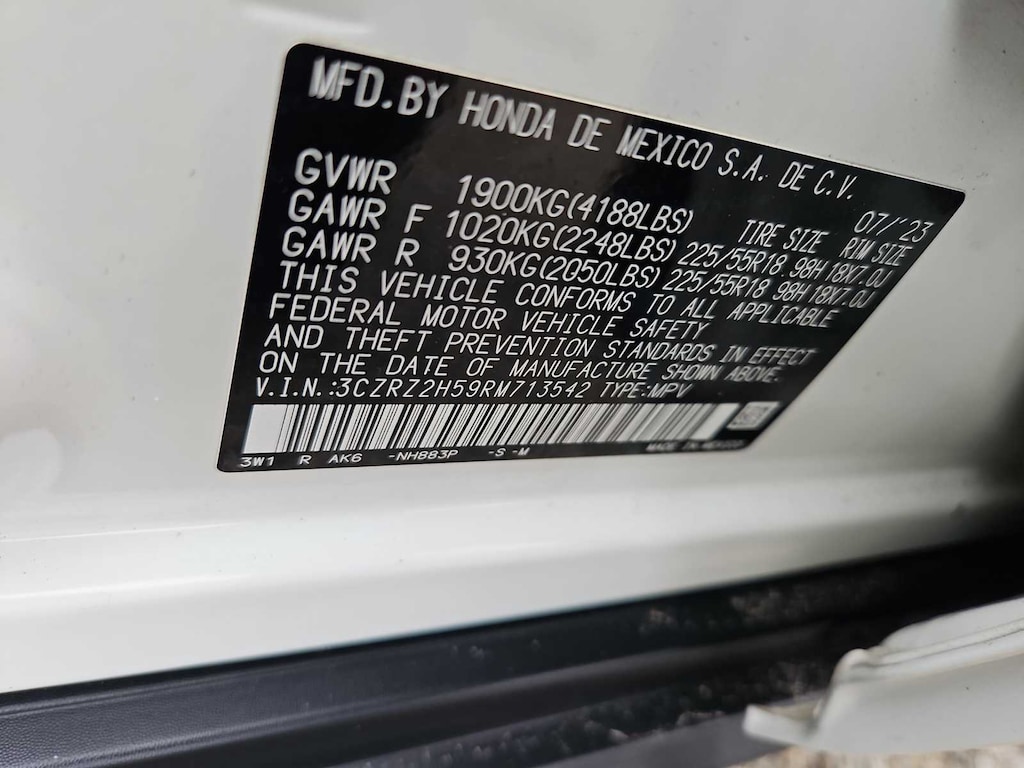 MFD.BY HONDA DE MEXICO S.A. DE C.V.
07/'23
GVWR 1900KG(4188LBS) TIRE SIZE RIM SIZE
GAWR F 1020KG(2248LBS) 225/55R18 98H 18X7.0J
GAWR R 930KG(2050LBS) 225/55R18 98H 18X7.0J
THIS VEHICLE CONFORMS TO ALL APPLICABLE
FEDERAL MOTOR VEHICLE SAFETY
AND THEFT PREVENTION STANDARDS IN EFFECT
ON THE DATE OF MANUFACTURE SHOWN ABOVE.
V.I.N.:3CZRZ2H59RM713542 TYPE:MPV
3W1 R AK6 -NH883P -S -M MADE IN MEXICO